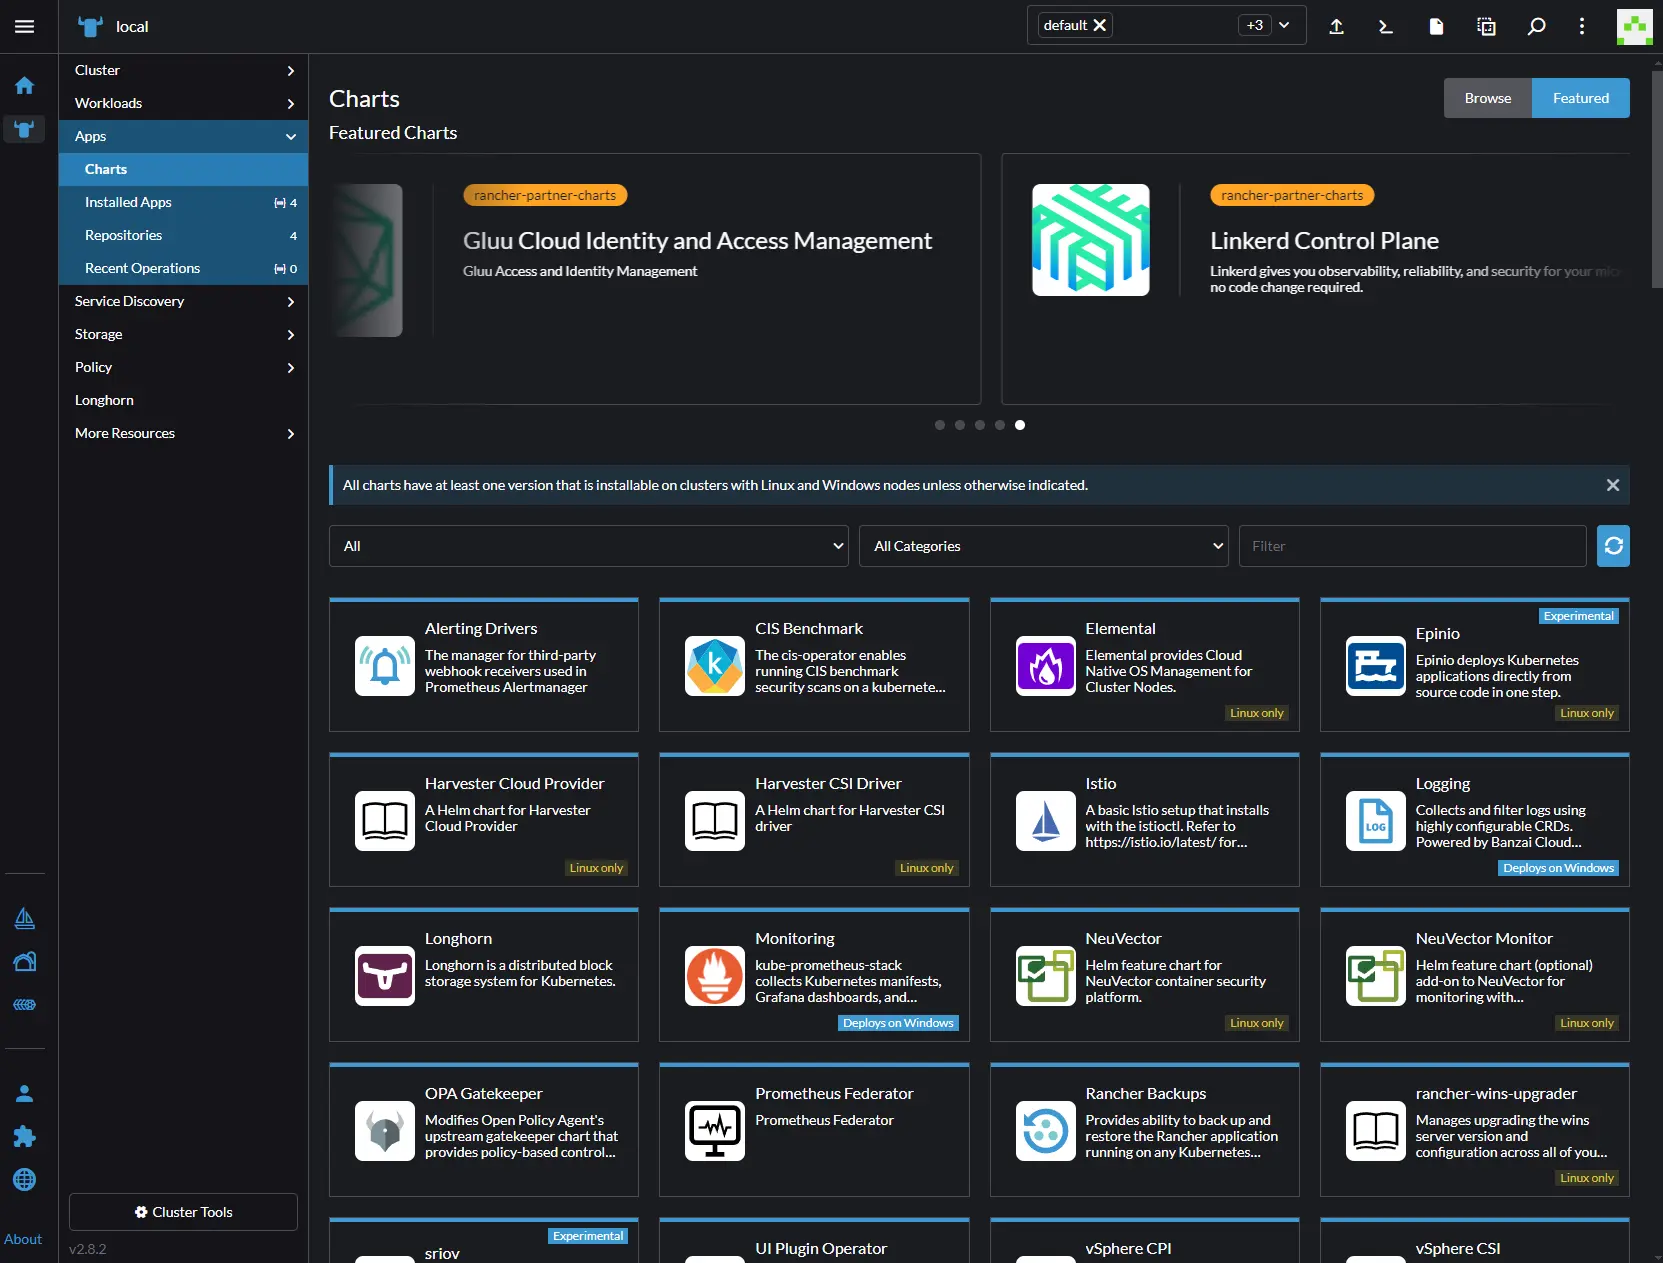 local
default
+3
Cluster
Workloads
Apps
Charts
Installed Apps
4
Repositories
4
Recent Operations
0
Service Discovery
Storage
Policy
Longhorn
More Resources
Cluster Tools
About
v2.8.2
Charts
Browse
Featured
Featured Charts
rancher-partner-charts
Gluu Cloud Identity and Access Management
Gluu Access and Identity Management
rancher-partner-charts
Linkerd Control Plane
Linkerd gives you observability, reliability, and security for your
no code change required.
All charts have at least one version that is installable on clusters with Linux and Windows nodes unless otherwise indicated.
All
All Categories
Filter
Alerting Drivers
The manager for third-party
webhook receivers used in
Prometheus Alertmanager
k
CIS Benchmark
The cis-operator enables
running CIS benchmark
security scans on a kubernete...
Elemental
Elemental provides Cloud
Native OS Management for
Cluster Nodes.
Linux only
Experimental
Epinio
Epinio deploys Kubernetes
applications directly from
source code in one step.
Linux only
Harvester Cloud Provider
A Helm chart for Harvester
Cloud Provider
Linux only
Harvester CSI Driver
A Helm chart for Harvester CSI
driver
Linux only
Istio
A basic Istio setup that installs
with the istioctl. Refer to
https://istio.io/latest/ for...
LOG
Logging
Collects and filter logs using
highly configurable CRDs.
Powered by Banzai Cloud...
Deploys on Windows
Longhorn
Longhorn is a distributed block
storage system for Kubernetes.
Monitoring
kube-prometheus-stack
collects Kubernetes manifests,
Grafana dashboards, and...
Deploys on Windows
NeuVector
Helm feature chart for
NeuVector container security
platform.
Linux only
NeuVector Monitor
Helm feature chart (optional)
add-on to NeuVector for
monitoring with...
Linux only
OPA Gatekeeper
Modifies Open Policy Agent's
upstream gatekeeper chart that
provides policy-based control...
Prometheus Federator
Prometheus Federator
Rancher Backups
Provides ability to back up and
restore the Rancher application
running on any Kubernetes...
rancher-wins-upgrader
Manages upgrading the wins
server version and
configuration across all of you...
Linux only
Experimental
sriov
UI Plugin Operator
vSphere CPI
vSphere CSI